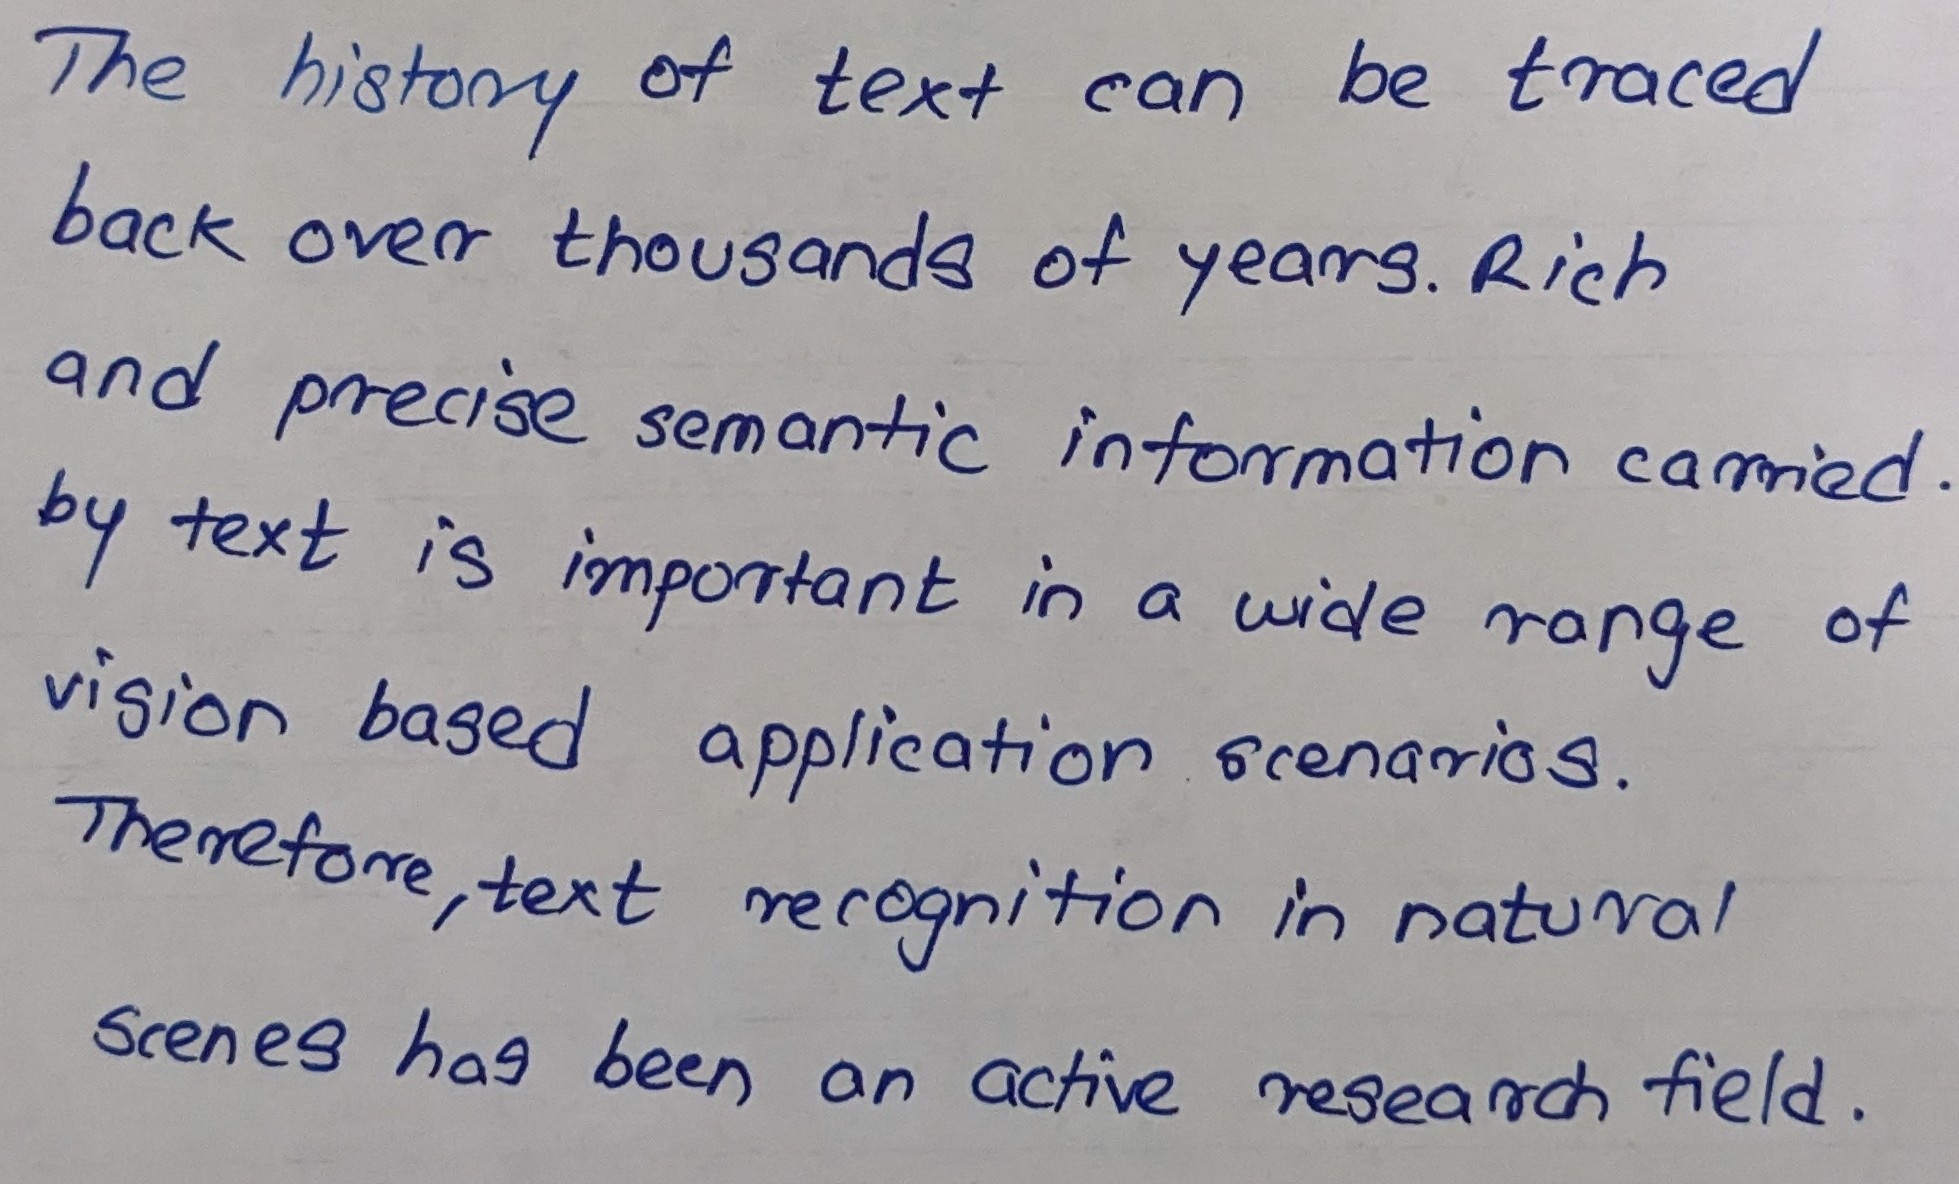 The history of text can be traced
back over thousands of years. Rich
and precise semantic information carried.
by text is important in a wide range of
vision based application scenarios.
Therefore, text recognition in natural
scenes has been an active research field.